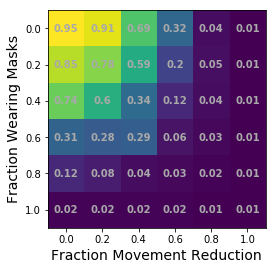 0.0 0.95 0.91 0.69 0.32 0.04 0.01
0.2 0.85 0.59 0.2 0.05 0.01
0.4 0.73 0.6 0.34 0.12 0.04 0.01
0.6 0.31 0.28 0.29 0.06 0.03 0.01
0.8 0.12 0.08 0.04 0.03 0.02 0.01
1.0 0.02 0.02 0.02 0.02 0.01 0.01
0.0 0.2 0.4 0.6 0.8 1.0
Fraction Movement Reduction
Fraction Wearing Masks